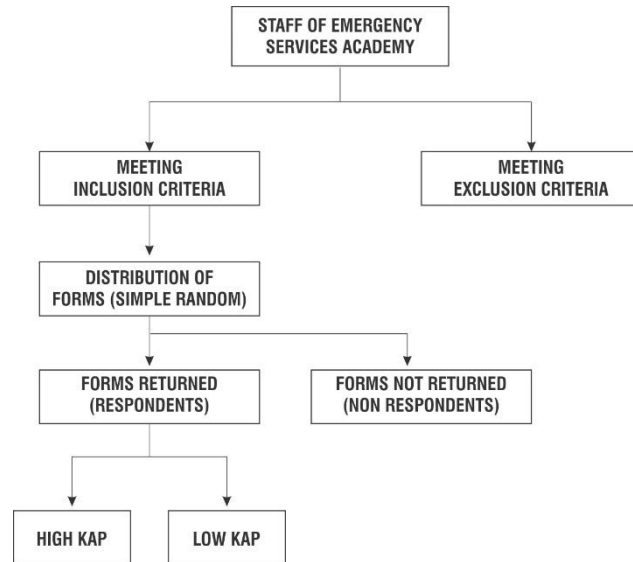 STAFF OF EMERGENCY
SERVICES ACADEMY
MEETING
INCLUSION CRITERIA
MEETING
EXCLUSION CRITERIA
DISTRIBUTION OF
FORMS (SIMPLE RANDOM)
FORMS RETURNED
(RESPONDENTS)
FORMS NOT RETURNED
(NON RESPONDENTS)
HIGH KAP
LOW KAP